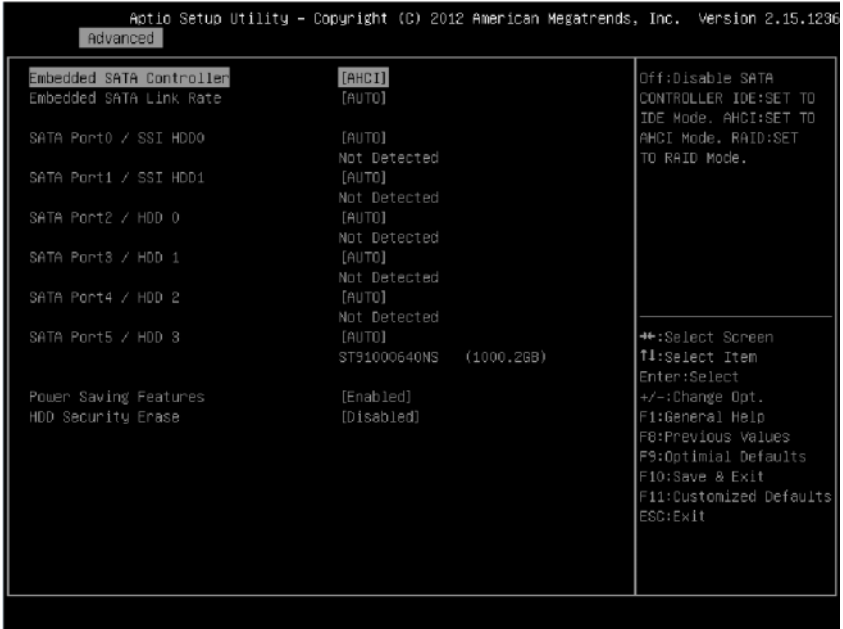 Aptio Setup Utility - Copyright (C) 2012 American Megatrends, Inc. Version 2.15.1236
Advanced
Embedded SATA Controller [AHCI]
Embedded SATA Link Rate [AUTO]
SATA Port0 / SSI HDD0 [AUTO]
Not Detected
SATA Port1 / SSI HDD1 [AUTO]
Not Detected
SATA Port2 / HDD 0 [AUTO]
Not Detected
SATA Port3 / HDD 1 [AUTO]
Not Detected
SATA Port4 / HDD 2 [AUTO]
Not Detected
SATA Port5 / HDD 3 [AUTO]
ST91000640NS (1000.2GB)
Power Saving Features [Enabled]
HDD Security Erase [Disabled]
Off:Disable SATA
CONTROLLER IDE:SET TO
IDE Mode. AHCI:SET TO
AHCI Mode. RAID:SET
TO RAID Mode.
→←:Select Screen
↑↓:Select Item
Enter:Select
+/-:Change Opt.
F1:General Help
F8:Previous Values
F9:Optimial Defaults
F10:Save & Exit
F11:Customized Defaults
ESC:Exit